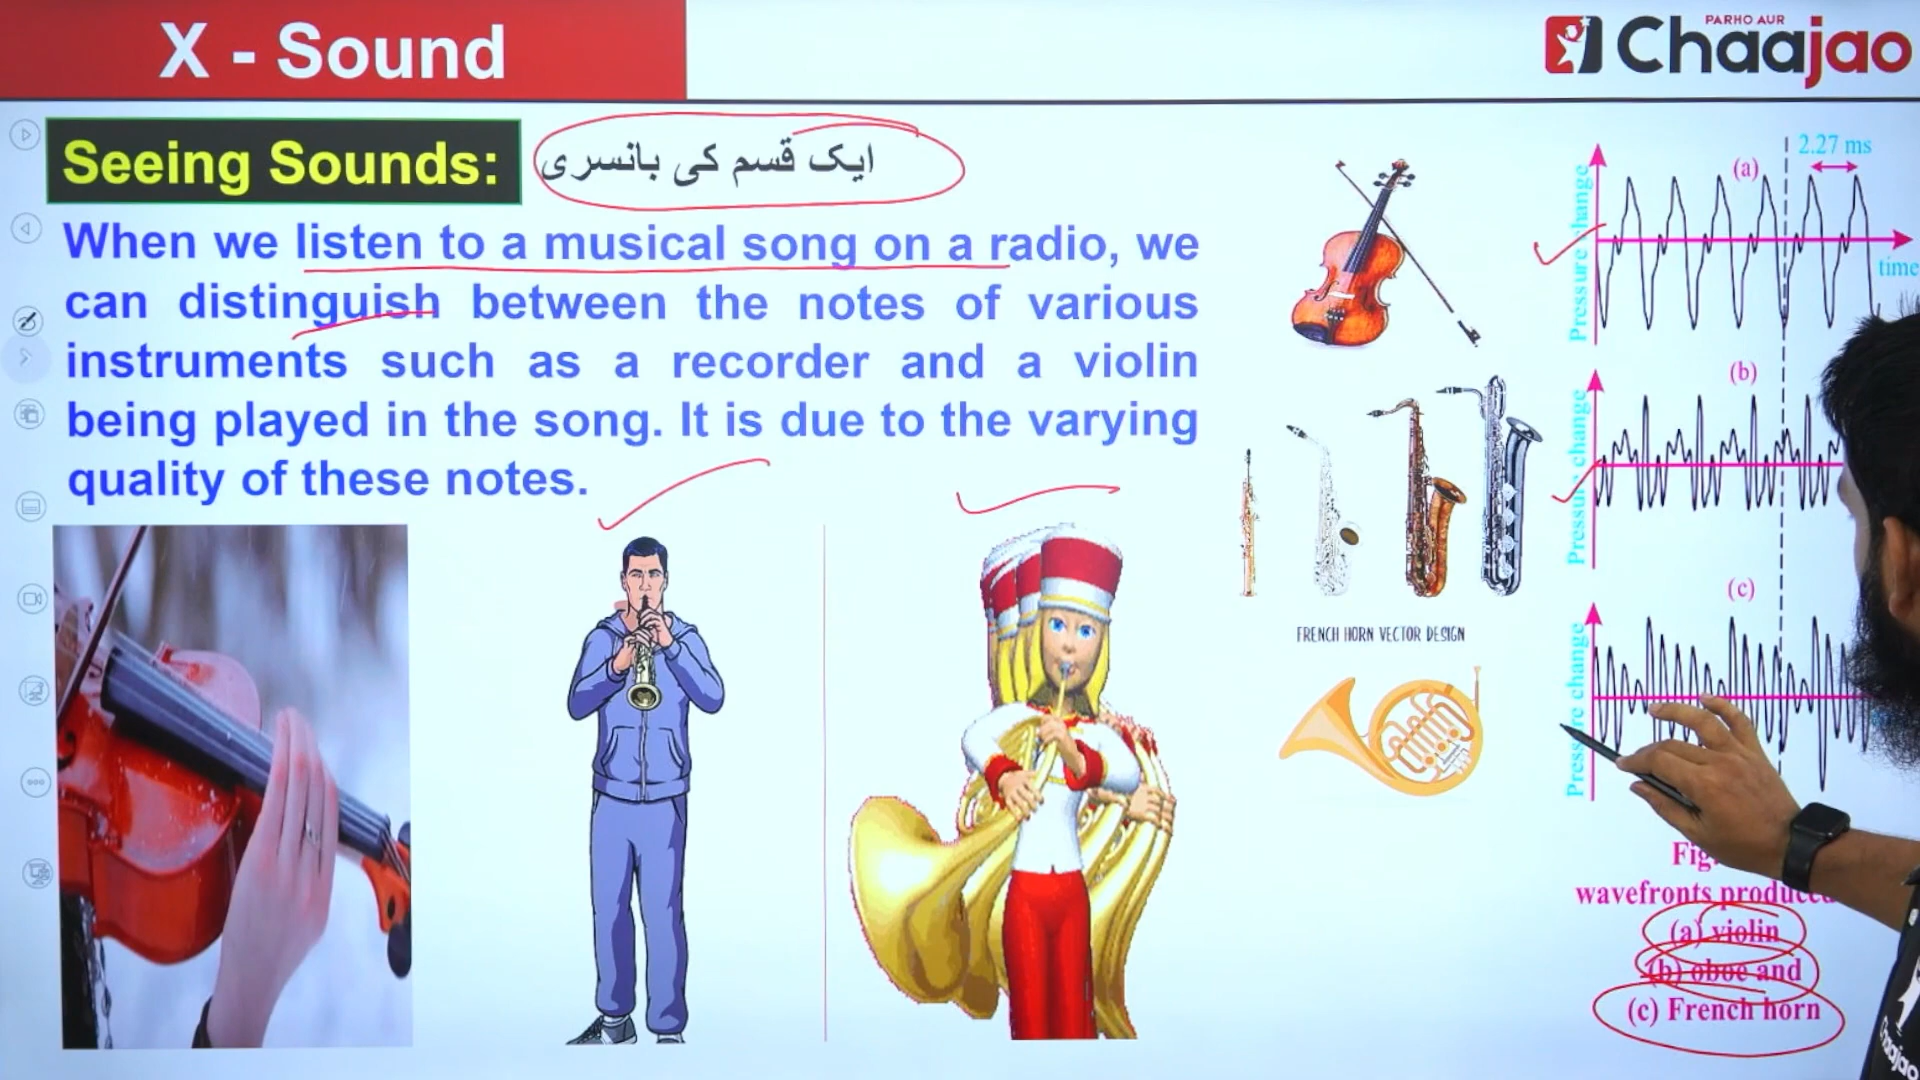 X - Sound
PARHO AUR
Chaajao
Seeing Sounds:
ایک قسم کی بانسری
When we listen to a musical song on a radio, we
can distinguish between the notes of various
instruments such as a recorder and a violin
being played in the song. It is due to the varying
quality of these notes.
FRENCH HORN VECTOR DESIGN
2.27 ms
(a)
Pressure change
time
(b)
Pressure change
(c)
Pressure change
Fig.
wavefronts produced
(a) violin
(b) oboe and
(c) French horn
Chaajao